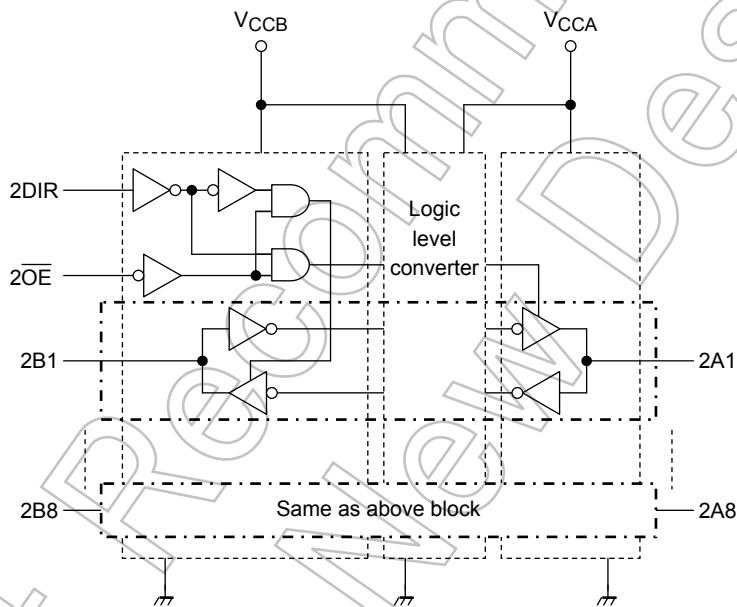 VCCB
VCCA
2DIR
Logic
level
converter
2OE
2B1
2A1
2B8
Same as above block
2A8